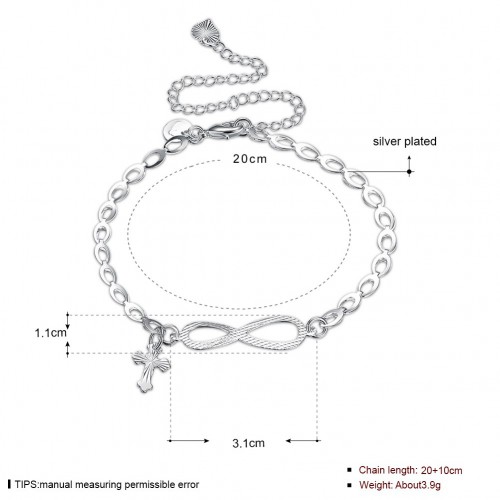 silver plated
20cm
1.1cm
3.1cm
Chain length: 20+10cm
TIPS:manual measuring permissible error
Weight: About3.9g